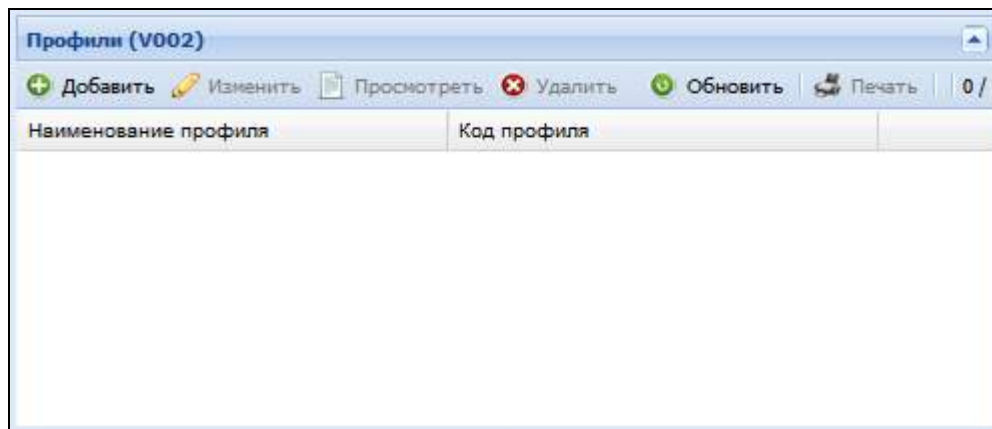 Профили (V002)
Добавить Изменить Просмотреть Удалить Обновить Печать 0 /
Наименование профиля Код профиля